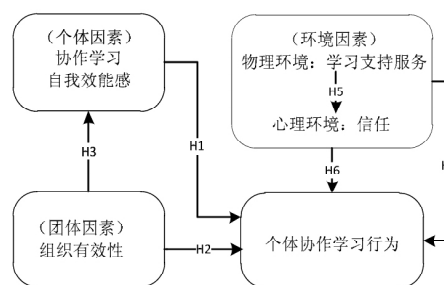 （个体因素）
协作学习
自我效能感
（环境因素）
物理环境：学习支持服务
H5
心理环境：信任
H3
H1
H6
（团体因素）
组织有效性
H2
个体协作学习行为